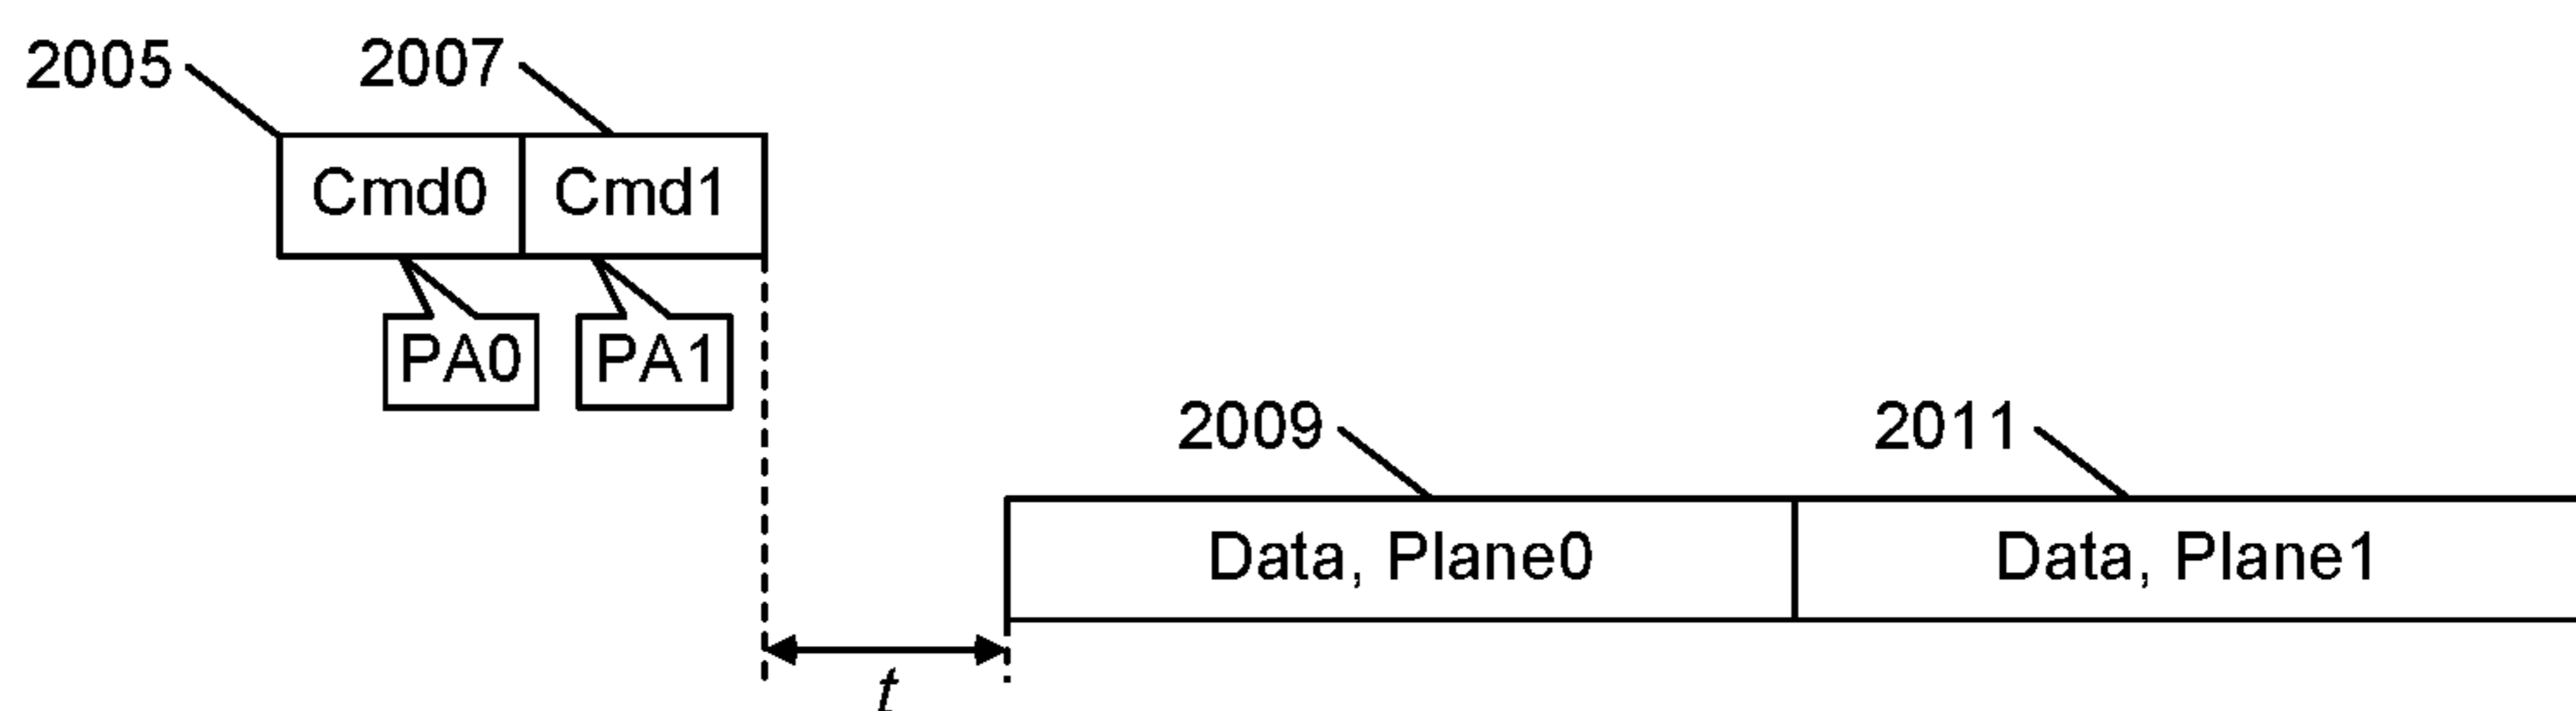 2005 2007
Cmd0 Cmd1
PA0 PA1
2009 2011
Data, Plane0 Data, Plane1
t